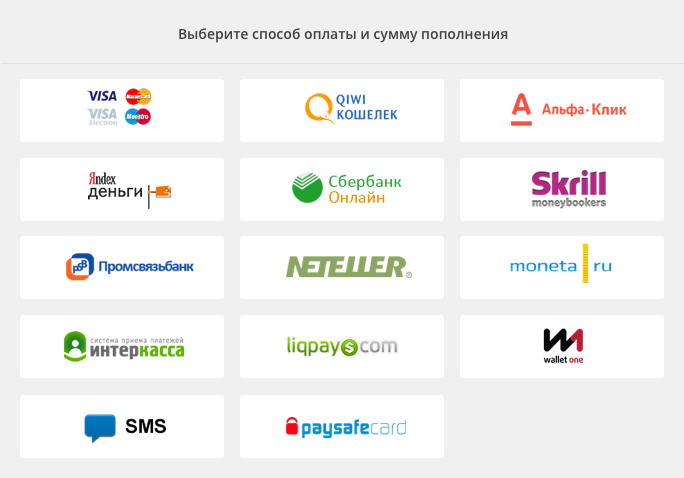 Выберите способ оплаты и сумму пополнения
VISA MasterCard
VISA Electron Maestro
QIWI
КОШЕЛЕК
А
Альфа·Клик
Яndex
деньги
Сбербанк
Онлайн
Skrill
moneybookers
PSB Промсвязьбанк
NETELLER®
moneta ru
система приема платежей
интеркасса
liqpay$com
wallet one
SMS
paysafecard